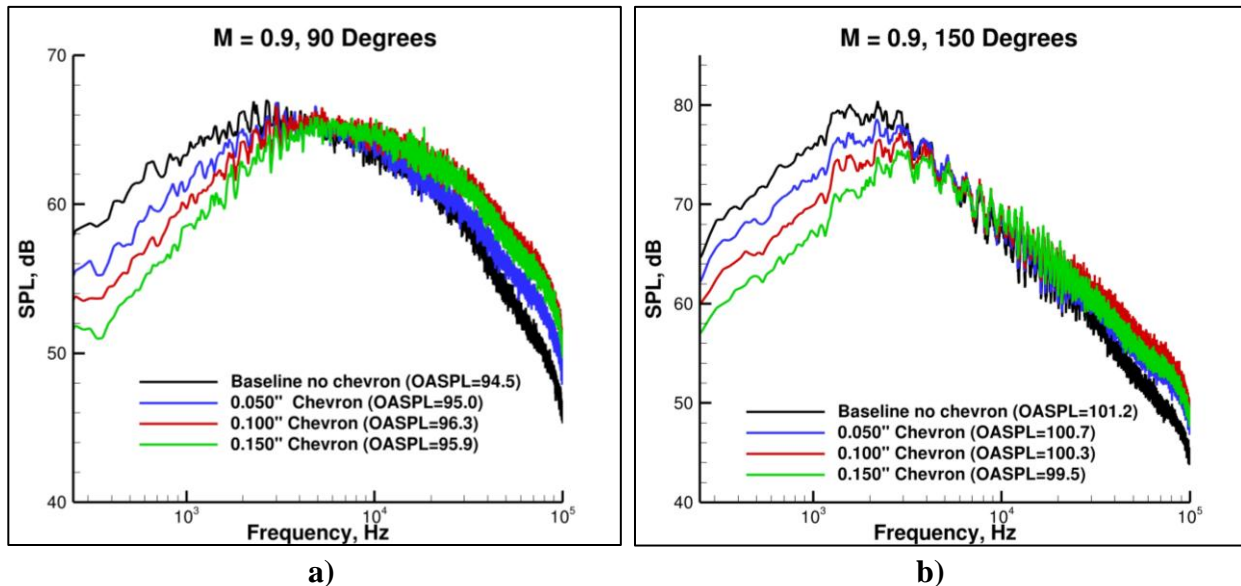 M = 0.9, 90 Degrees
70
60
50
40
SPL, dB
Baseline no chevron (OASPL=94.5)
0.050" Chevron (OASPL=95.0)
0.100" Chevron (OASPL=96.3)
0.150" Chevron (OASPL=95.9)
10³
10⁴
10⁵
Frequency, Hz
a)
M = 0.9, 150 Degrees
80
70
60
50
40
SPL, dB
Baseline no chevron (OASPL=101.2)
0.050" Chevron (OASPL=100.7)
0.100" Chevron (OASPL=100.3)
0.150" Chevron (OASPL=99.5)
10³
10⁴
10⁵
Frequency, Hz
b)